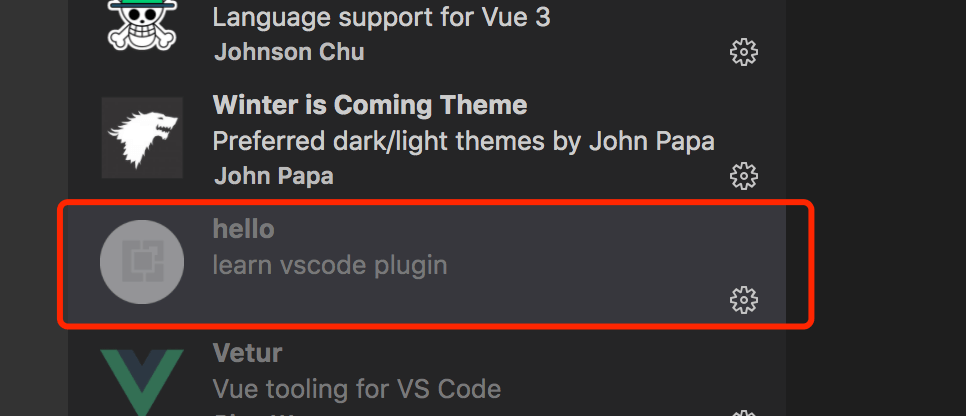 Language support for Vue 3
Johnson Chu
Winter is Coming Theme
Preferred dark/light themes by John Papa
John Papa
hello
learn vscode plugin
Vetur
Vue tooling for VS Code